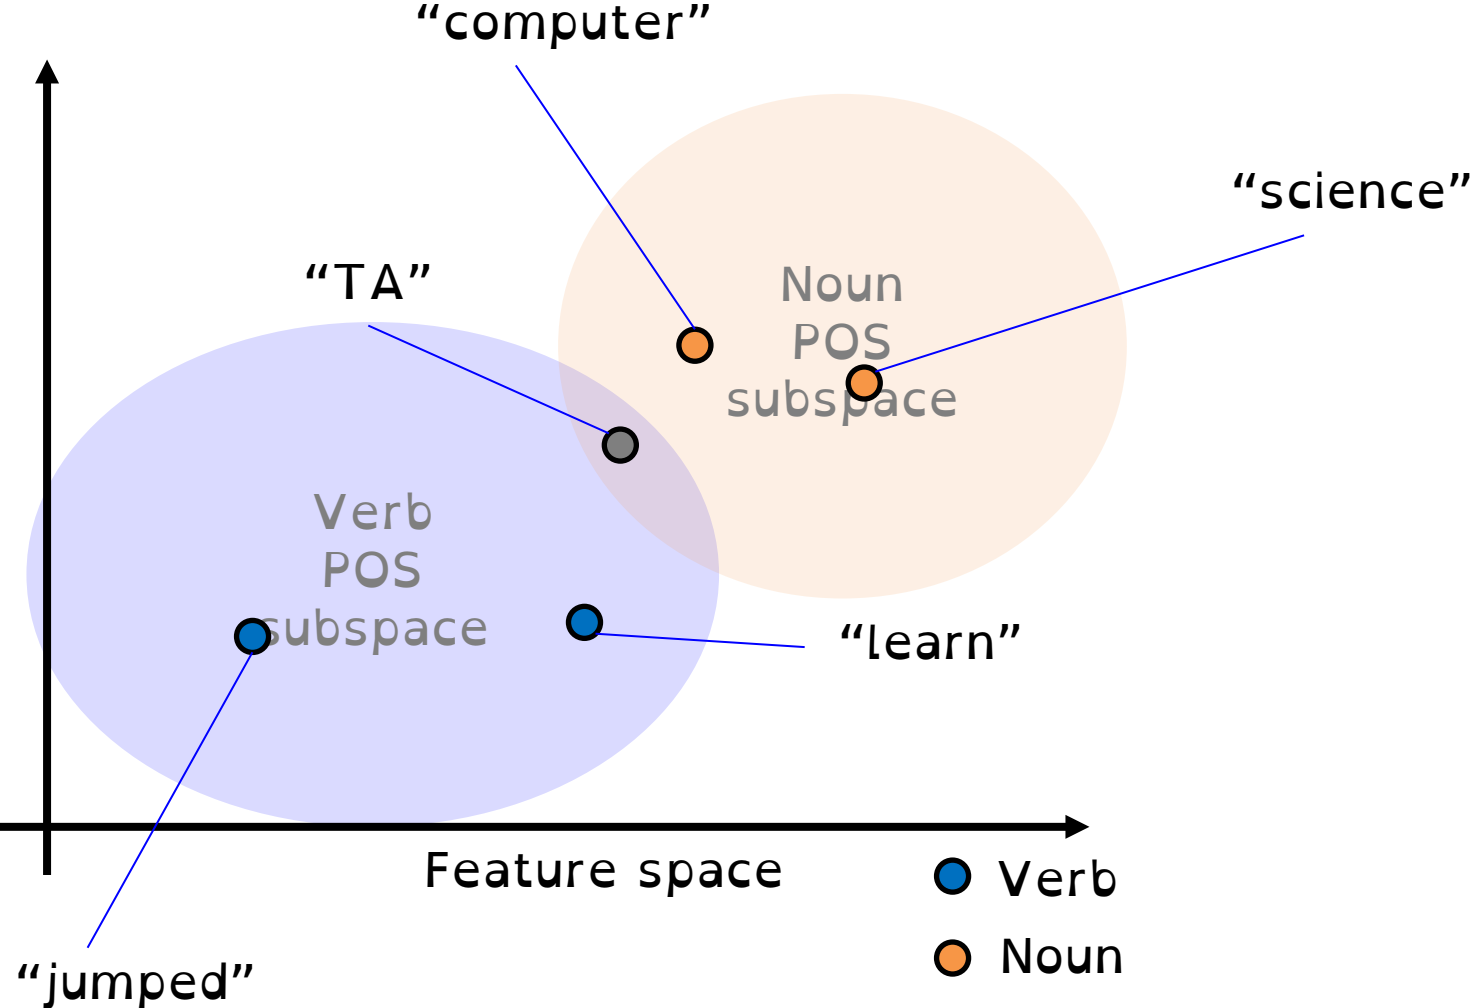 “computer”
“science”
“TA”
Noun
POS
subspace
Verb
POS
subspace
“learn”
Feature space
Verb
Noun
“jumped”